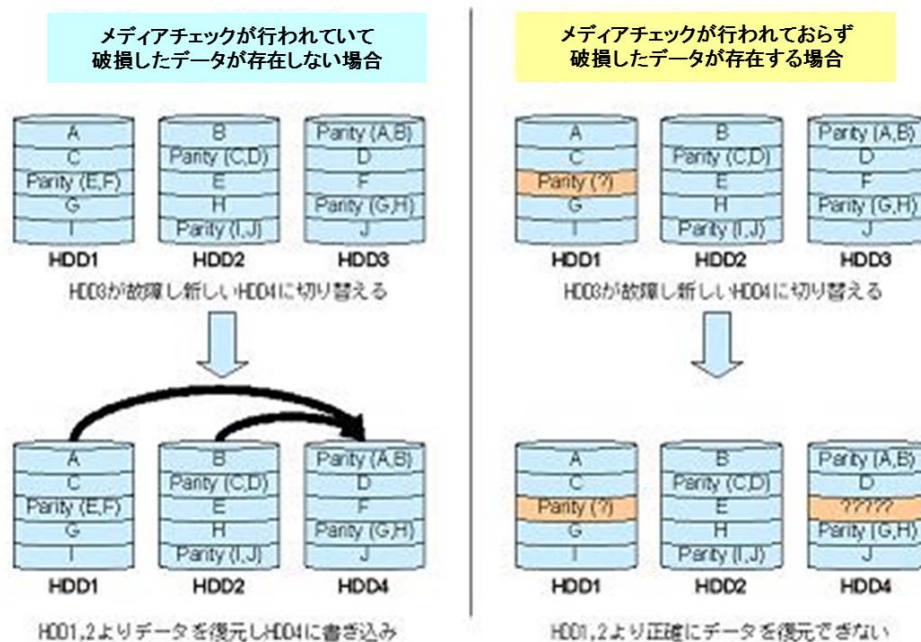 メディアチェックが行われていて
破損したデータが存在しない場合
A
C
Parity (E,F)
G
I
HDD1
B
Parity (C,D)
E
H
Parity (I,J)
HDD2
Parity (A,B)
D
F
Parity (G,H)
J
HDD3
HDD3が故障し新しいHDD4に切り替える
A
C
Parity (E,F)
G
I
HDD1
B
Parity (C,D)
E
H
Parity (I,J)
HDD2
Parity (A,B)
D
F
Parity (G,H)
J
HDD4
HDD1,2よりデータを復元しHDD4に書き込み
メディアチェックが行われておらず
破損したデータが存在する場合
A
C
Parity (?)
G
I
HDD1
B
Parity (C,D)
E
H
Parity (I,J)
HDD2
Parity (A,B)
D
F
Parity (G,H)
J
HDD3
HDD3が故障し新しいHDD4に切り替える
A
C
Parity (?)
G
I
HDD1
B
Parity (C,D)
E
H
Parity (I,J)
HDD2
Parity (A,B)
D
?????
Parity (G,H)
J
HDD4
HDD1,2より正確にデータを復元できない